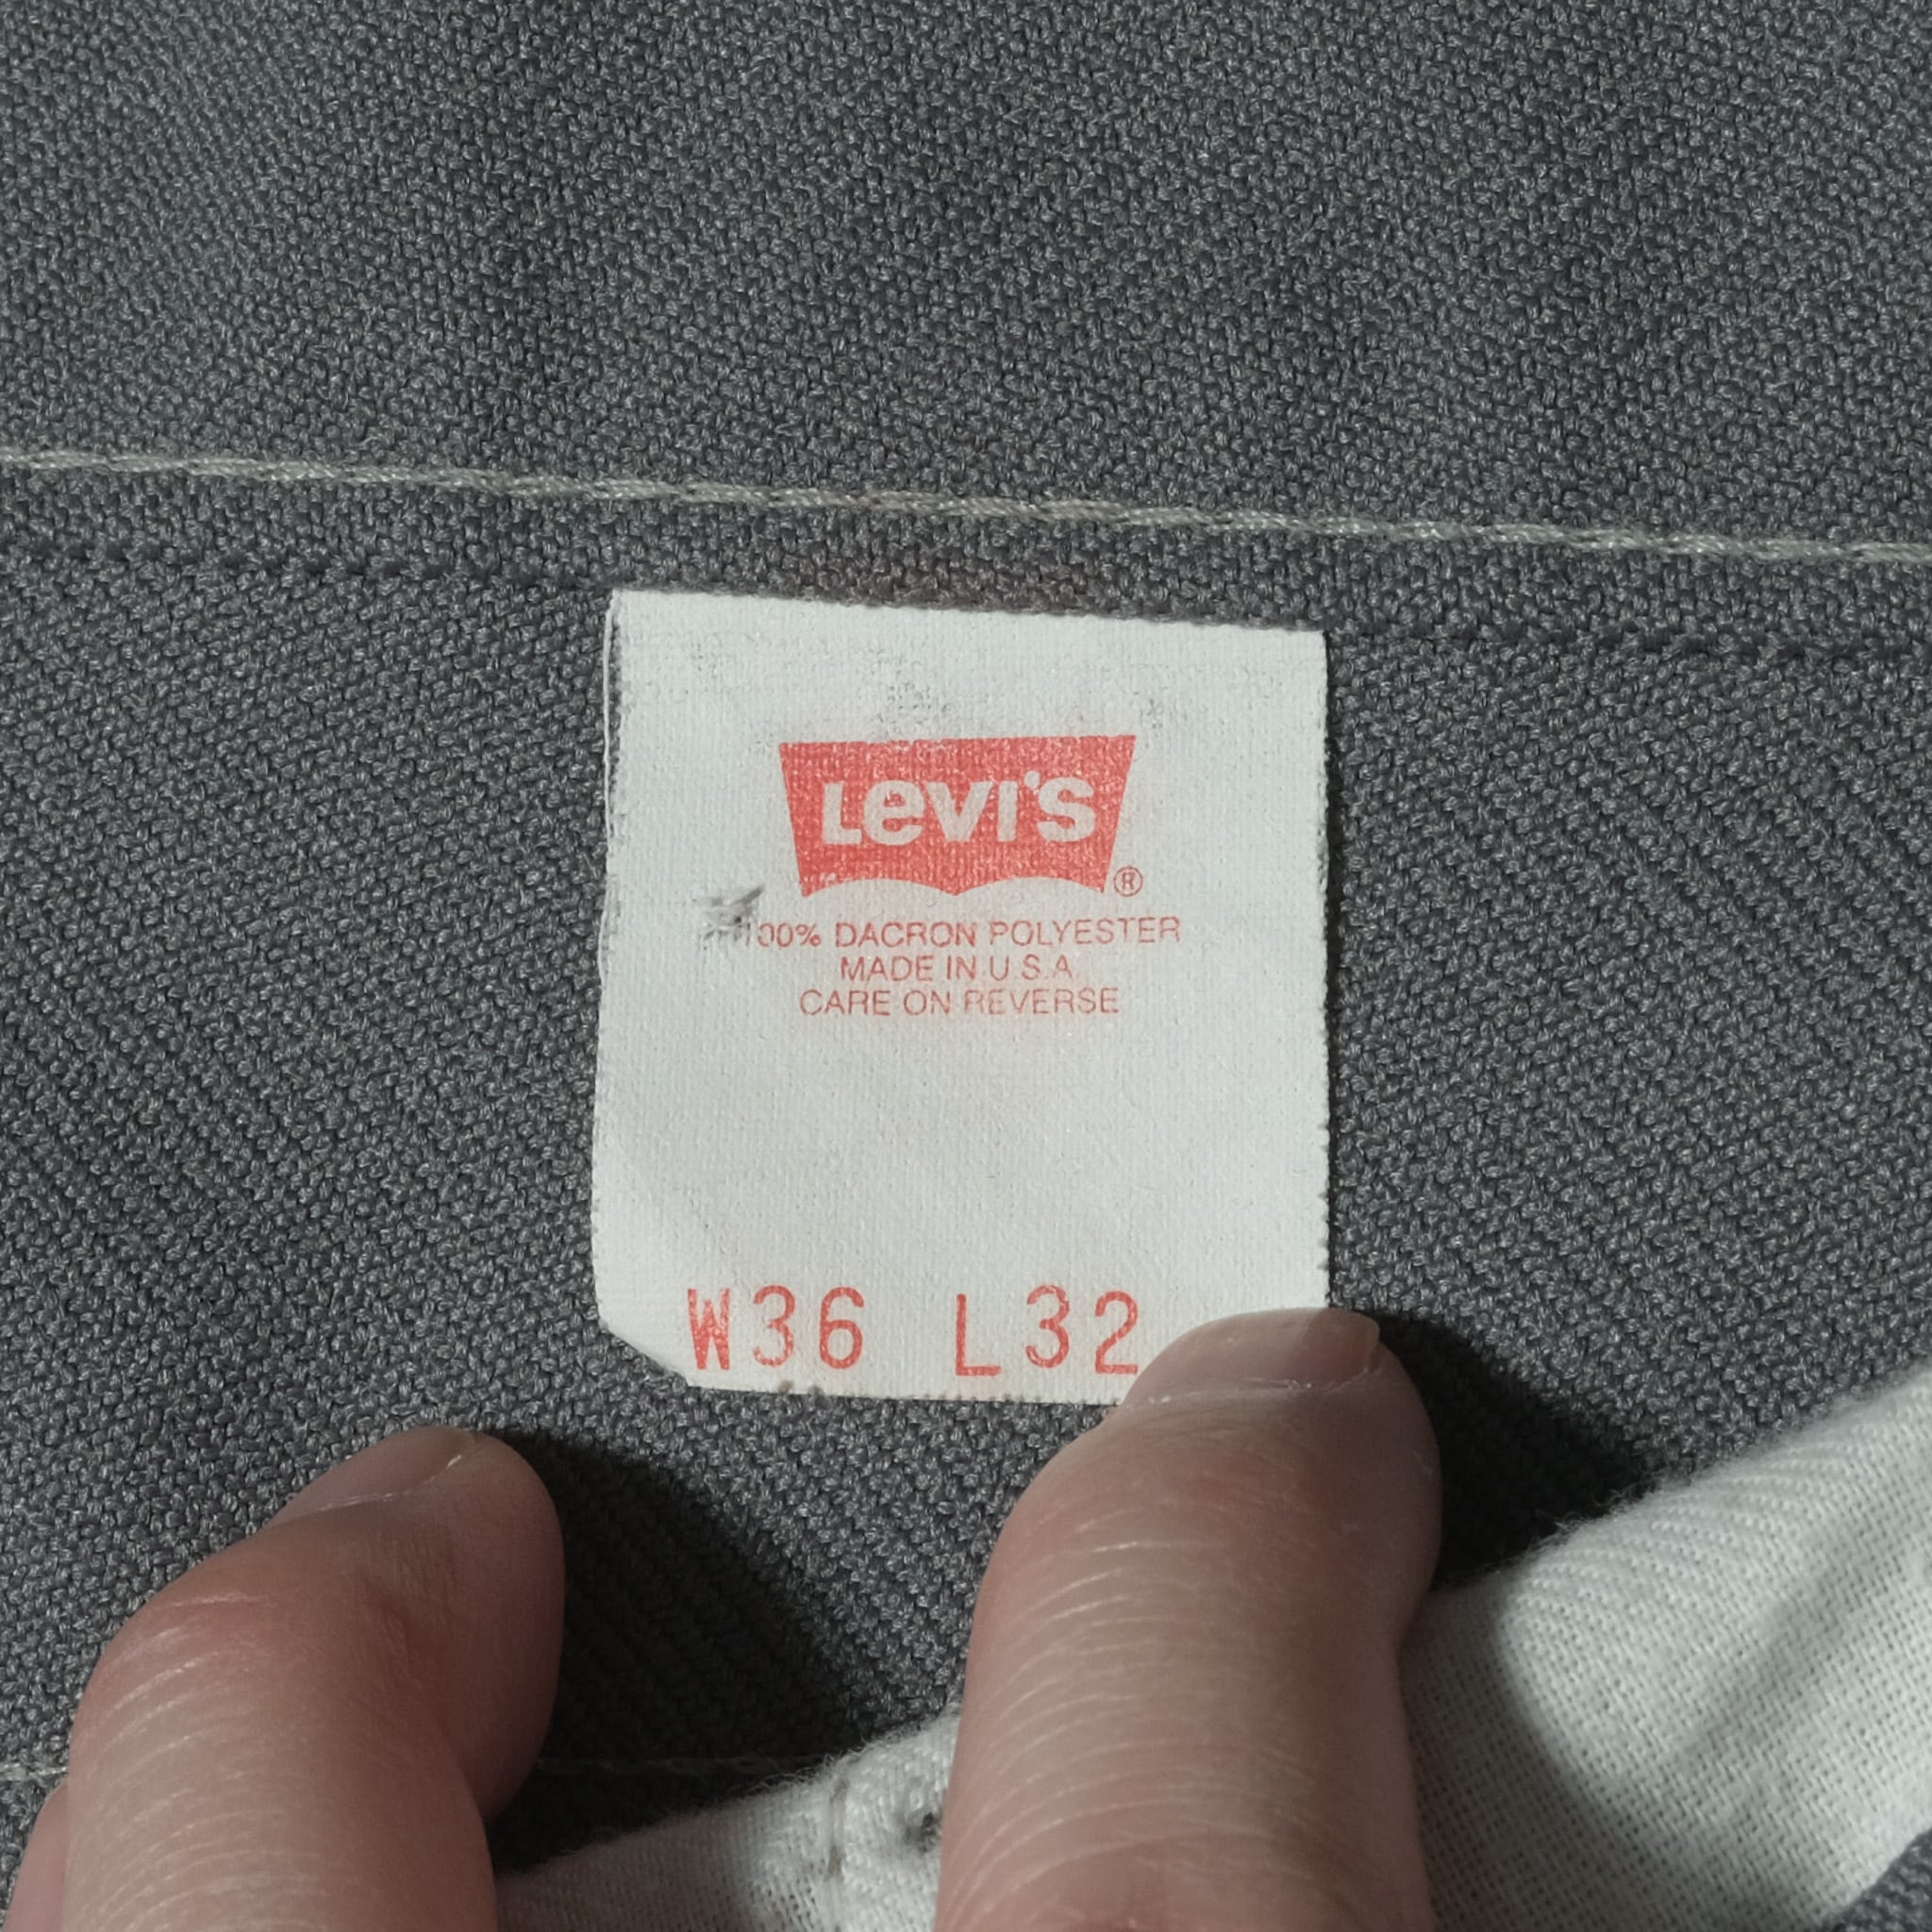 Levi's
®
100% DACRON POLYESTER
MADE IN U.S.A.
CARE ON REVERSE
W36 L32